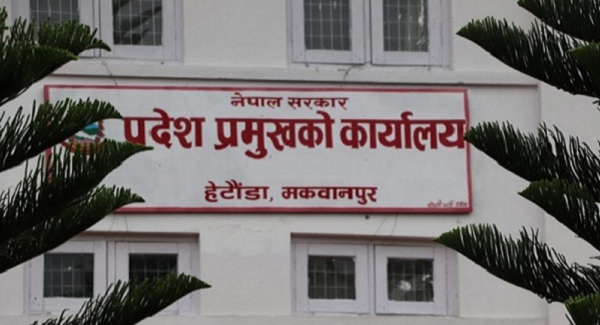 नेपाल सरकार
प्रदेश प्रमुखको कार्यालय
हेटौंडा, मकवानपुर